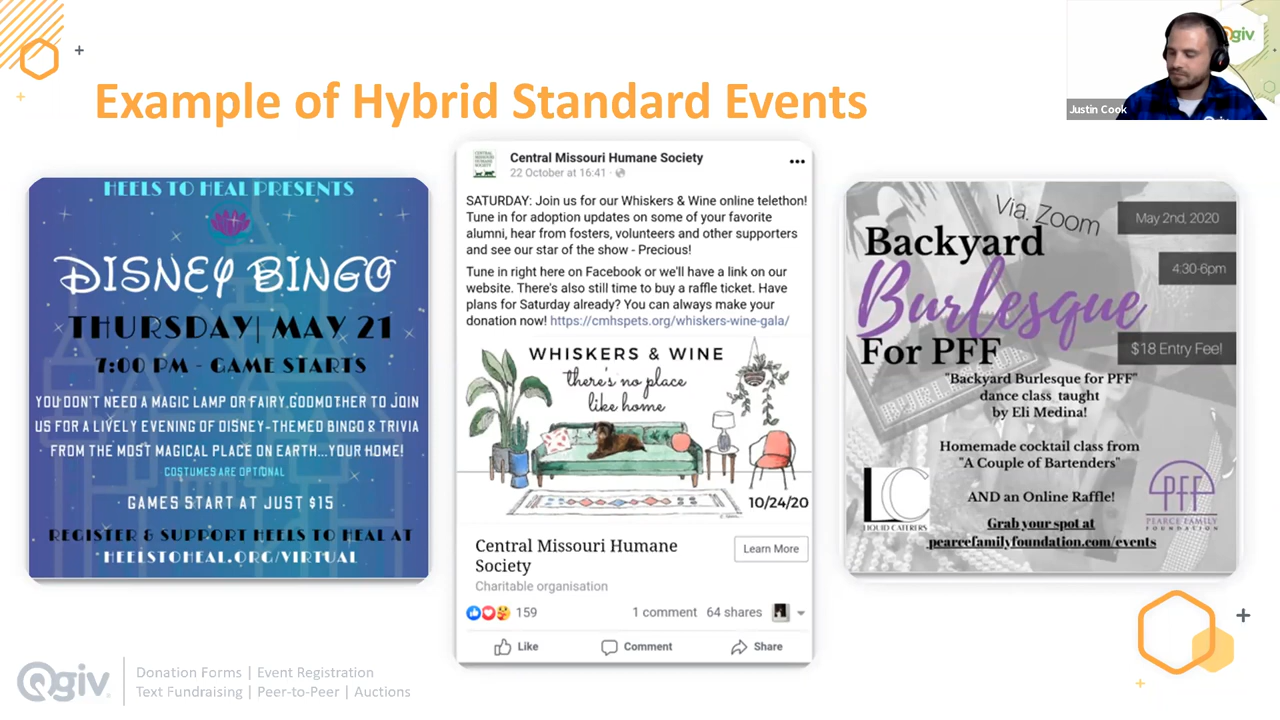 Example of Hybrid Standard Events
giv
Justin Cook
HEELS TO HEAL PRESENTS
DISNEY BINGO
THURSDAY| MAY 21
7:00 PM - GAME STARTS
YOU DON'T NEED A MAGIC LAMP OR FAIRY GODMOTHER TO JOIN
US FOR A LIVELY EVENING OF DISNEY-THEMED BINGO & TRIVIA
FROM THE MOST MAGICAL PLACE ON EARTH...YOUR HOME!
COSTUMES ARE OPTIONAL
GAMES START AT JUST $15
REGISTER & SUPPORT HEELS TO HEAL AT
HEELSTOHEAL.ORG/VIRTUAL
CENTRAL
MISSOURI
HUMANE
SOCIETY
Central Missouri Humane Society
22 October at 16:41 ·
SATURDAY: Join us for our Whiskers & Wine online telethon!
Tune in for adoption updates on some of your favorite
alumni, hear from fosters, volunteers and other supporters
and see our star of the show - Precious!
Tune in right here on Facebook or we'll have a link on our
website. There's also still time to buy a raffle ticket. Have
plans for Saturday already? You can always make your
donation now! https://cmhspets.org/whiskers-wine-gala/
WHISKERS & WINE
there's no place
like home
10/24/20
Central Missouri Humane
Society
Learn More
Charitable organisation
159
1 comment 64 shares
Like Comment Share
Via Zoom
May 2nd, 2020
Backyard
4:30-6pm
Burlesque
For PFF
$18 Entry Fee!
"Backyard Burlesque for PFF"
dance class taught
by Eli Medina!
Homemade cocktail class from
"A Couple of Bartenders"
AND an Online Raffle!
Grab your spot at
pearcefamilyfoundation.com/events
LC
LIQUID CATERERS
PFF
PEARCE FAMILY
FOUNDATION
Qgiv
Donation Forms | Event Registration
Text Fundraising | Peer-to-Peer | Auctions